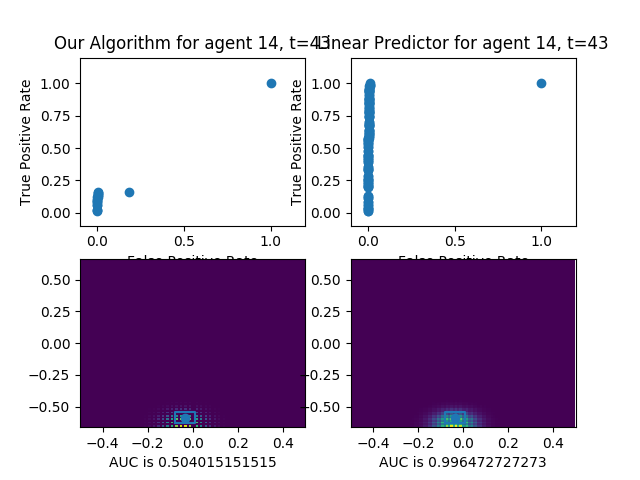 Our Algorithm for agent 14, t=43
Linear Predictor for agent 14, t=43
True Positive Rate
1.00
0.75
0.50
0.25
0.00
0.0 0.5 1.0
False Positive Rate
True Positive Rate
1.00
0.75
0.50
0.25
0.00
0.0 0.5 1.0
False Positive Rate
0.50
0.25
0.00
−0.25
−0.50
−0.4 −0.2 0.0 0.2 0.4
AUC is 0.504015151515
0.50
0.25
0.00
−0.25
−0.50
−0.4 −0.2 0.0 0.2 0.4
AUC is 0.996472727273